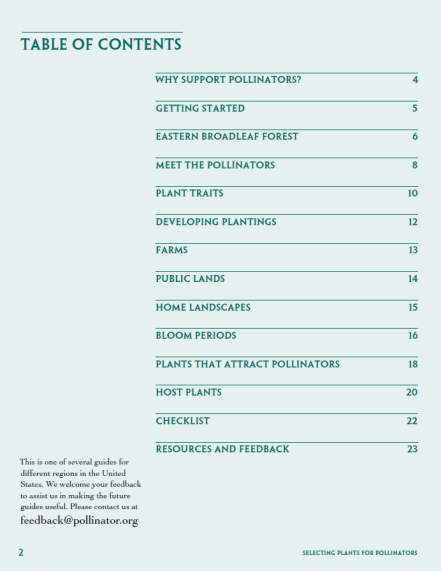 TABLE OF CONTENTS
WHY SUPPORT POLLINATORS? 4
GETTING STARTED 5
EASTERN BROADLEAF FOREST 6
MEET THE POLLINATORS 8
PLANT TRAITS 10
DEVELOPING PLANTINGS 12
FARMS 13
PUBLIC LANDS 14
HOME LANDSCAPES 15
BLOOM PERIODS 16
PLANTS THAT ATTRACT POLLINATORS 18
HOST PLANTS 20
CHECKLIST 22
RESOURCES AND FEEDBACK 23
This is one of several guides for
different regions in the United
States. We welcome your feedback
to assist us in making the future
guides useful. Please contact us at
feedback@pollinator.org
2
SELECTING PLANTS FOR POLLINATORS